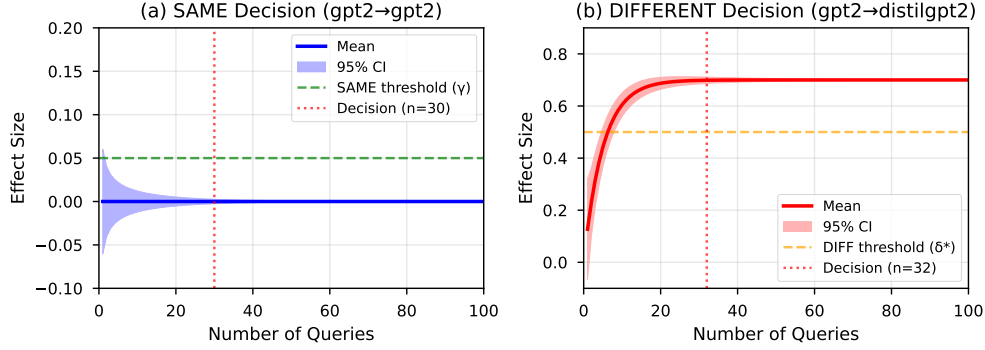 (a) SAME Decision (gpt2→gpt2)
0.20
0.15
0.10
0.05
0.00
−0.05
−0.10
Effect Size
0
20
40
60
80
100
Number of Queries
Mean
95% CI
SAME threshold (γ)
Decision (n=30)
(b) DIFFERENT Decision (gpt2→distilgpt2)
0.8
0.6
0.4
0.2
0.0
Effect Size
0
20
40
60
80
100
Number of Queries
Mean
95% CI
DIFF threshold (δ*)
Decision (n=32)